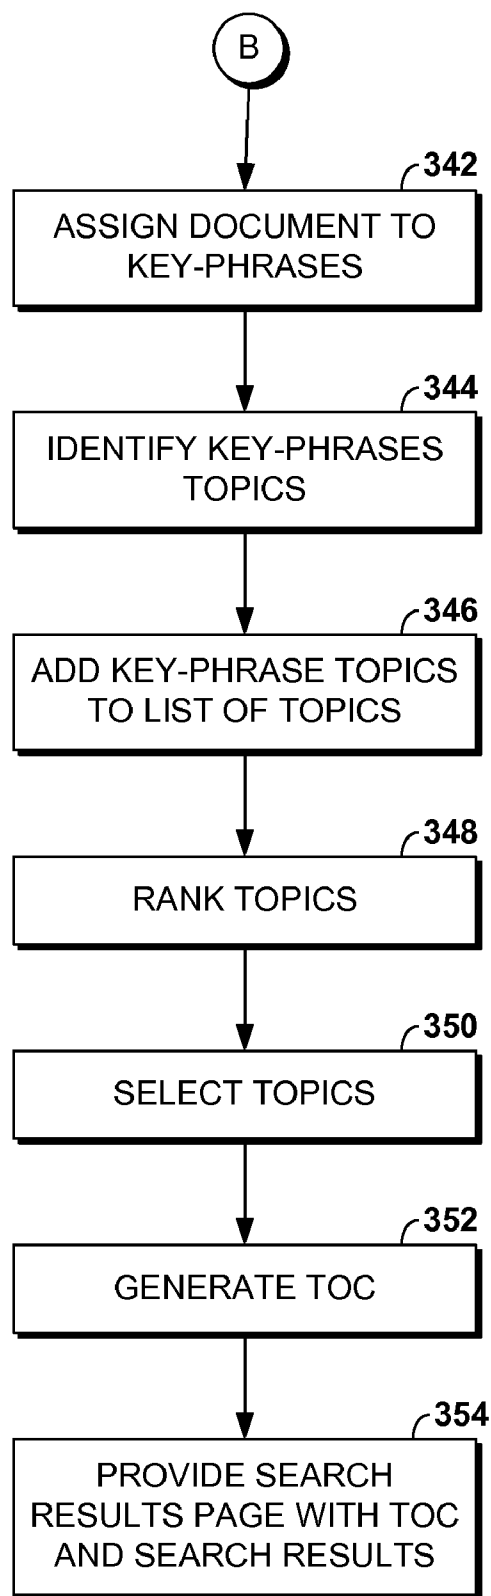 B
342
ASSIGN DOCUMENT TO
KEY-PHRASES
344
IDENTIFY KEY-PHRASES
TOPICS
346
ADD KEY-PHRASE TOPICS
TO LIST OF TOPICS
348
RANK TOPICS
350
SELECT TOPICS
352
GENERATE TOC
354
PROVIDE SEARCH
RESULTS PAGE WITH TOC
AND SEARCH RESULTS